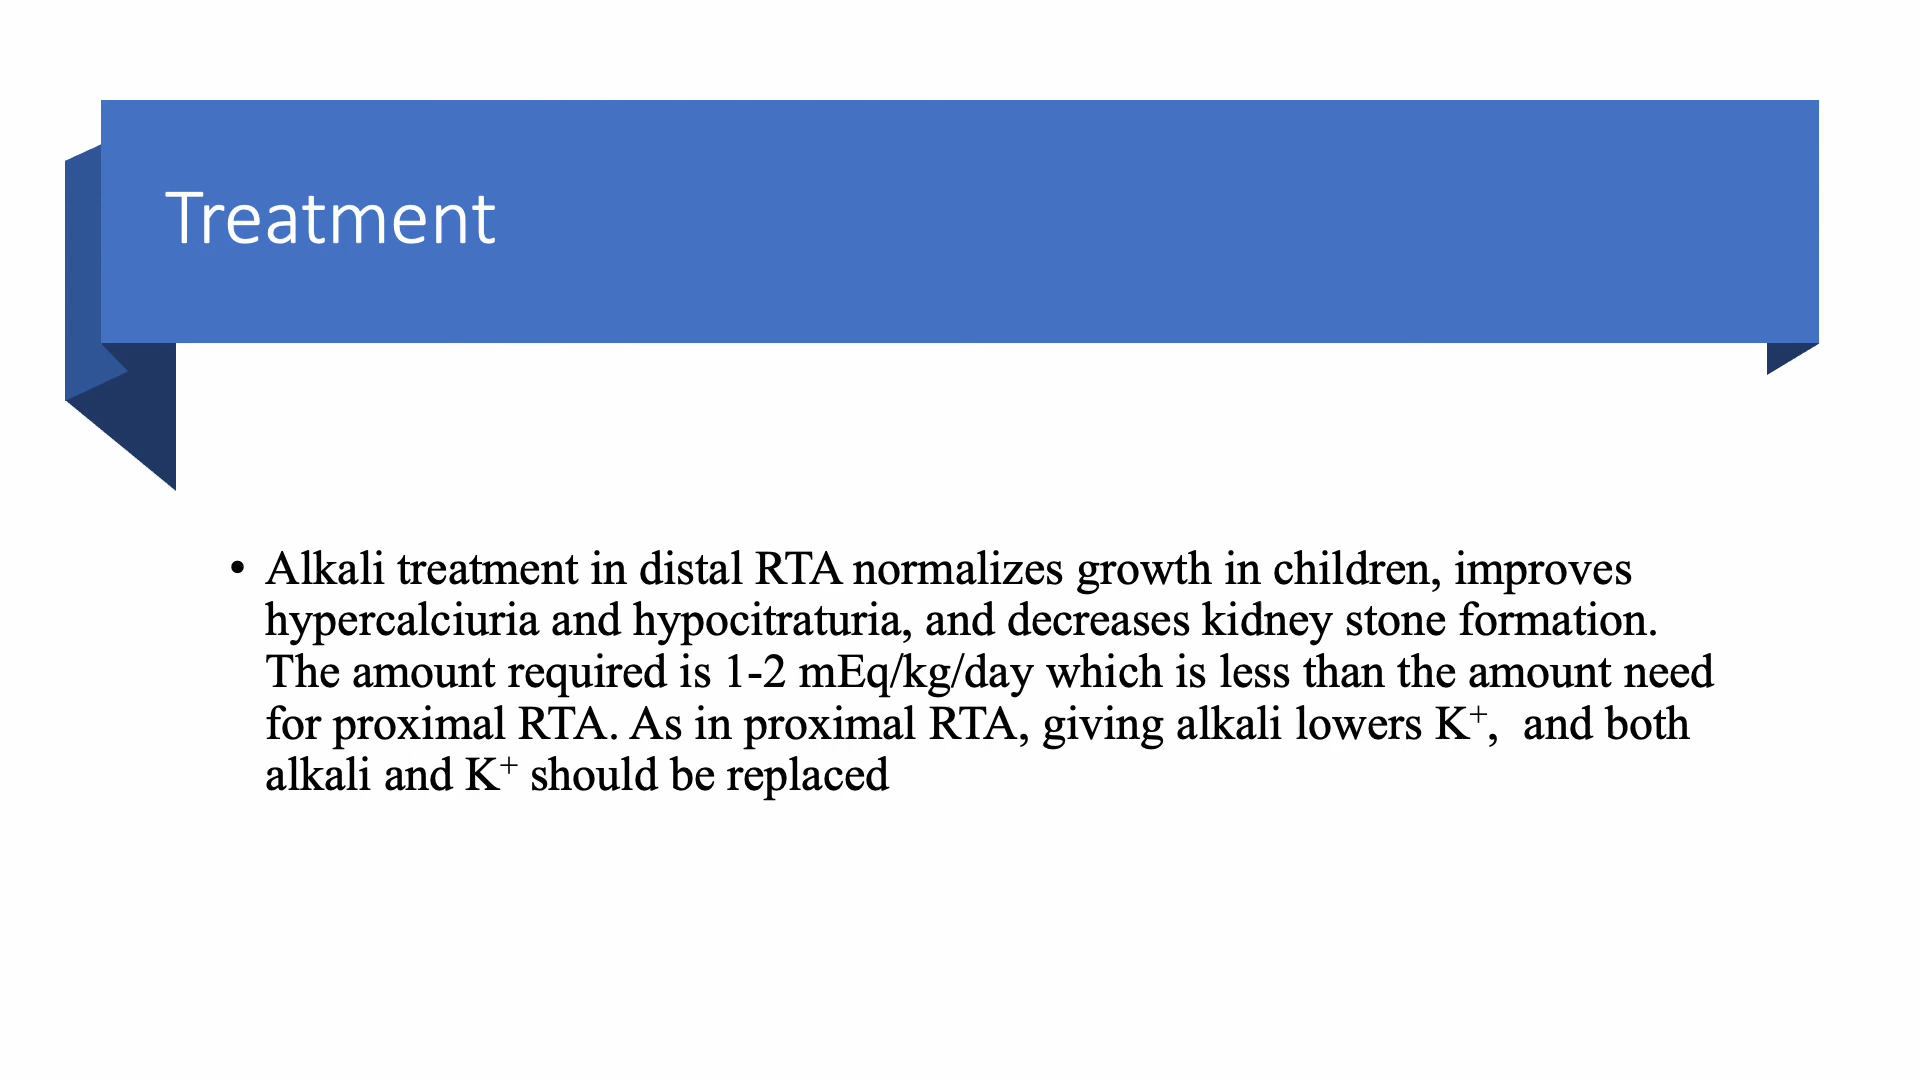 Treatment
• Alkali treatment in distal RTA normalizes growth in children, improves
hypercalciuria and hypocitraturia, and decreases kidney stone formation.
The amount required is 1-2 mEq/kg/day which is less than the amount need
for proximal RTA. As in proximal RTA, giving alkali lowers K⁺,  and both
alkali and K⁺ should be replaced